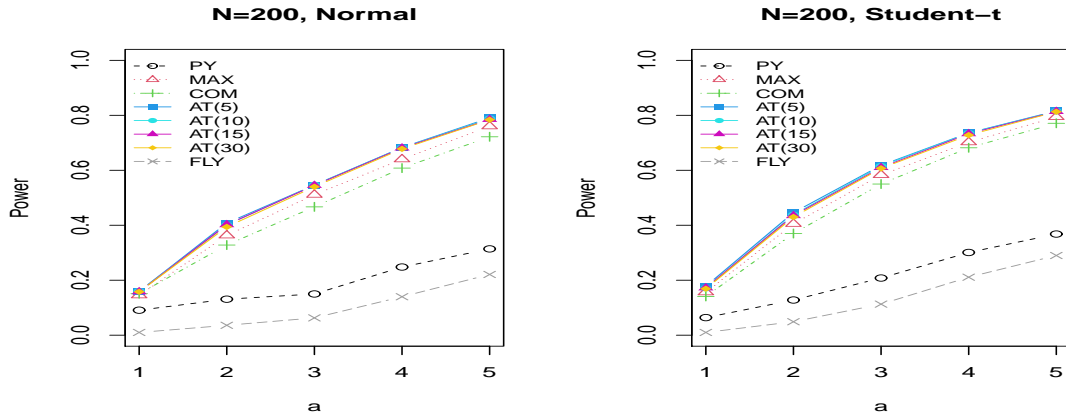 N=200, Normal
Power
1.0
0.8
0.6
0.4
0.2
0.0
PY
MAX
COM
AT(5)
AT(10)
AT(15)
AT(30)
FLY
1 2 3 4 5
a
N=200, Student−t
Power
1.0
0.8
0.6
0.4
0.2
0.0
PY
MAX
COM
AT(5)
AT(10)
AT(15)
AT(30)
FLY
1 2 3 4 5
a